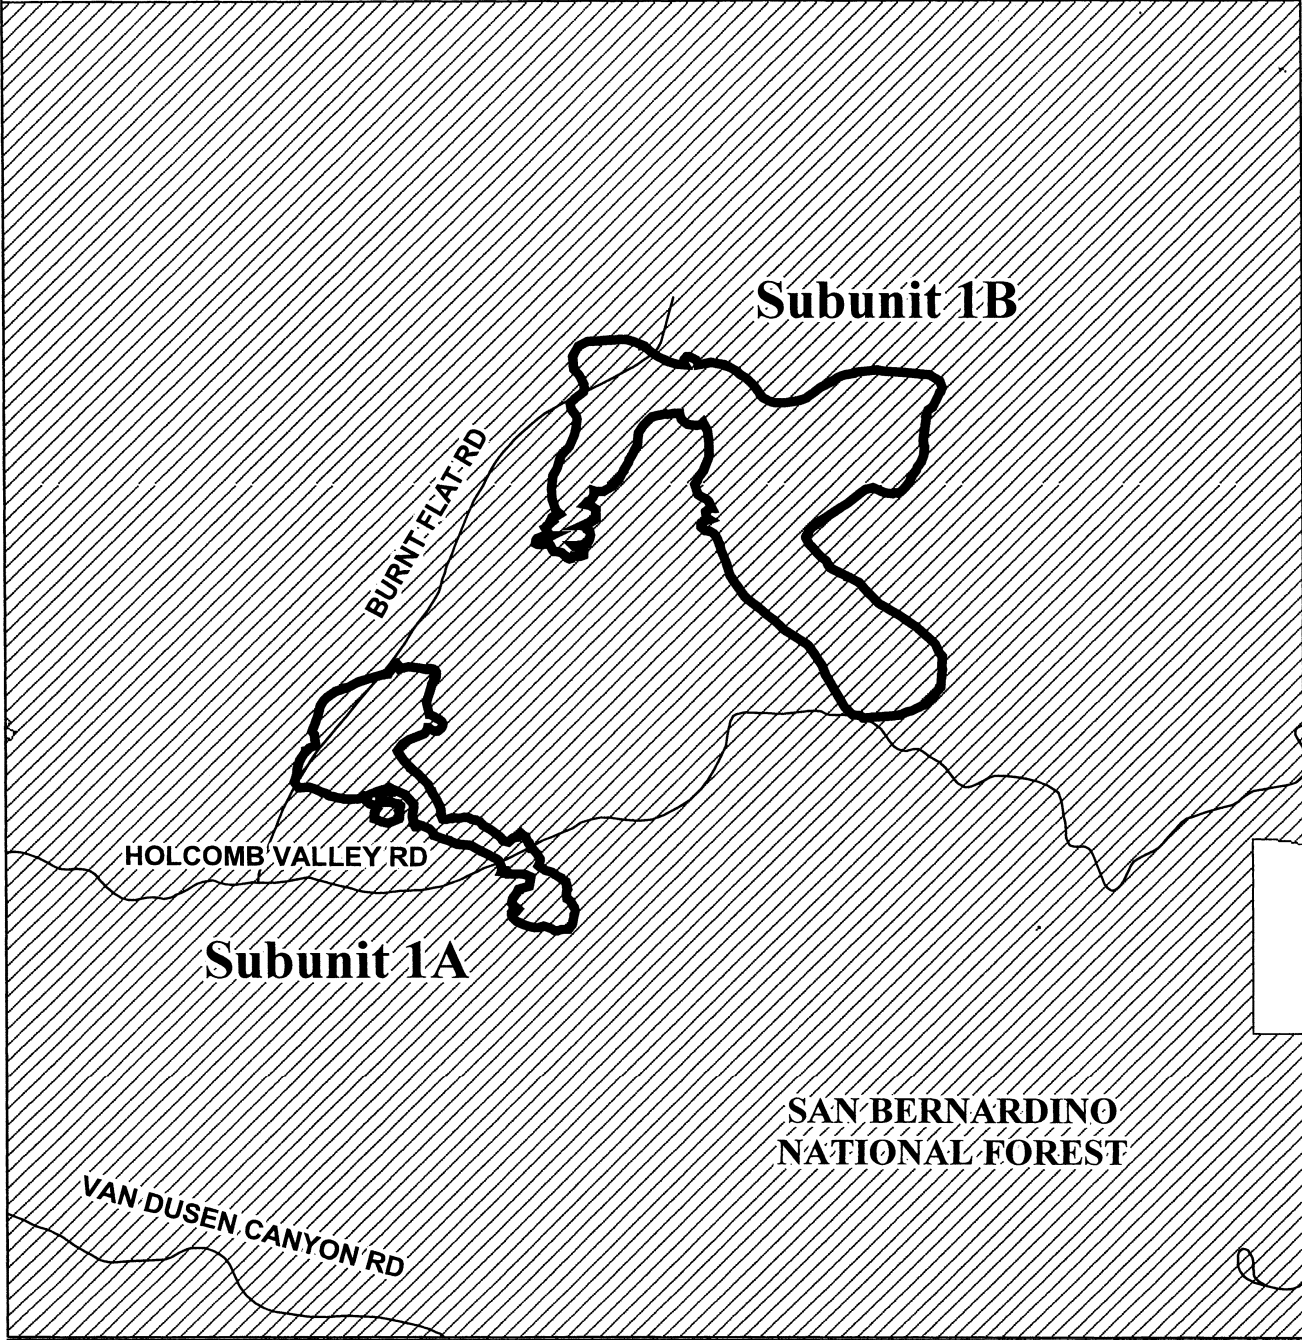 Subunit 1B
BURNT FLAT RD
HOLCOMB VALLEY RD
Subunit 1A
SAN BERNARDINO
NATIONAL FOREST
VAN DUSEN CANYON RD